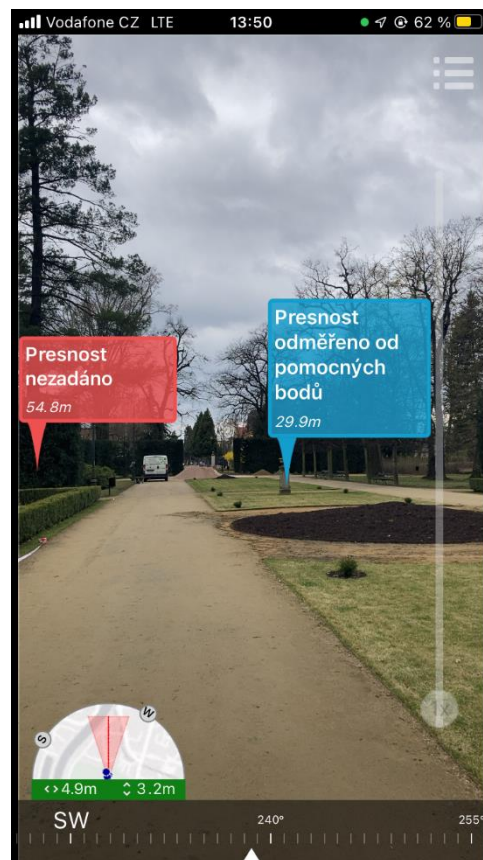 Vodafone CZ LTE 13:50 62 %
Presnost
odměřeno od
pomocných
bodů
29.9m
Presnost
nezadáno
54.8m
1x
S
W
4.9m 3.2m
SW 240° 255°